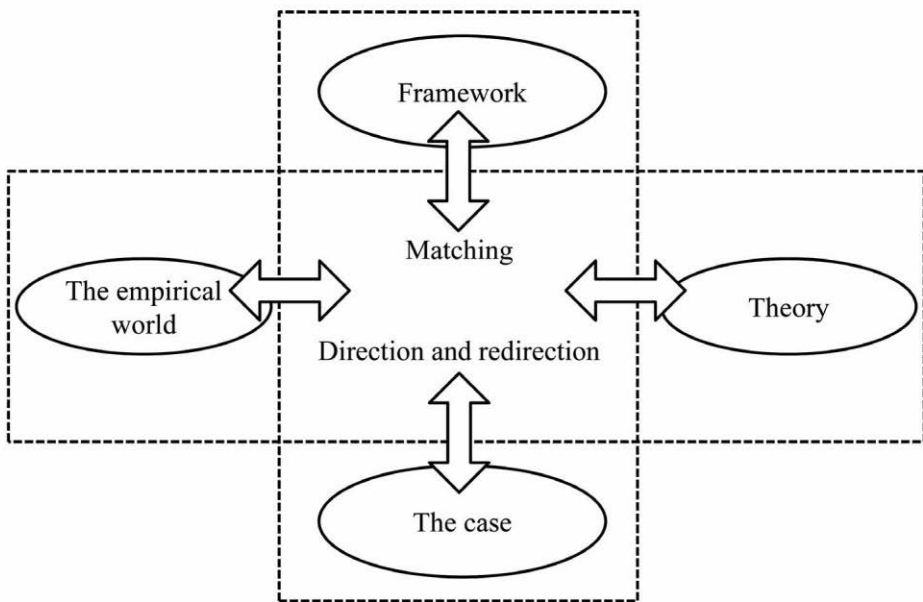 Framework
Matching
The empirical
world
Theory
Direction and redirection
The case